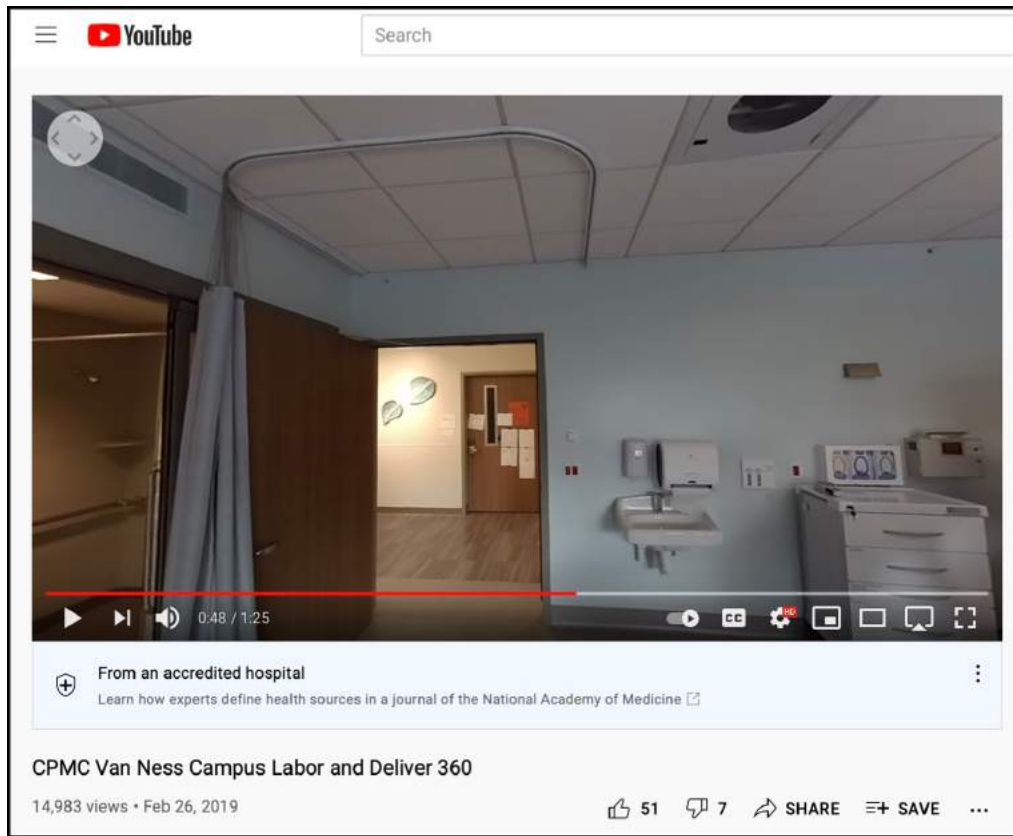 YouTube
Search
0:48 / 1:25
CC
HD
From an accredited hospital
Learn how experts define health sources in a journal of the National Academy of Medicine
CPMC Van Ness Campus Labor and Deliver 360
14,983 views • Feb 26, 2019
51
7
SHARE
SAVE